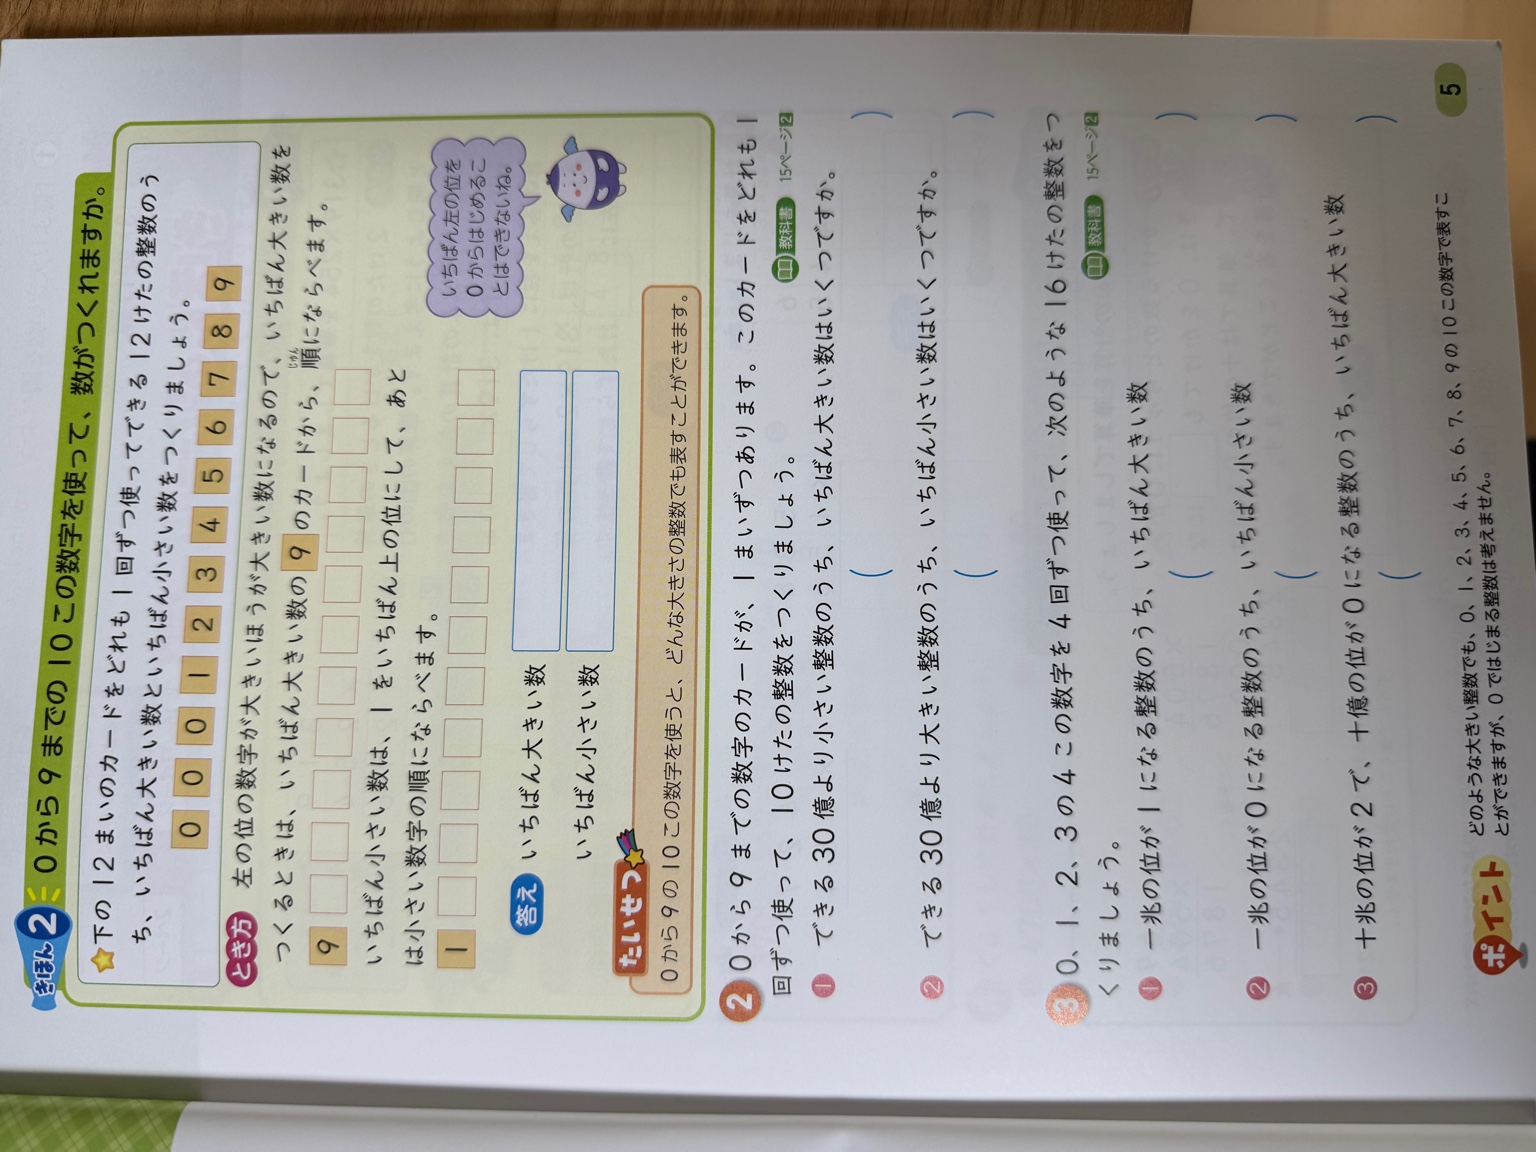 きほん2 0から9までの10この数字を使って、数がつくれますか。
★下の12まいのカードをどれも1回ずつ使ってできる12けたの整数のう
ち、いちばん大きい数といちばん小さい数をつくりましょう。
0 0 0 1 2 3 4 5 6 7 8 9
とき方 左の位の数字が大きいほうが大きい数になるので、いちばん大きい数を
つくるときは、いちばん大きい数の9のカードから、順にならべます。
じゅん
9
いちばん小さい数は、1をいちばん上の位にして、あと
は小さい数字の順にならべます。
1
いちばん左の位を
0からはじめるこ
とはできないね。
答え いちばん大きい数
いちばん小さい数
たいせつ
0から9の10この数字を使うと、どんな大きさの整数でも表すことができます。
2 0から9までの数字のカードが、1まいずつあります。このカードをどれも1
回ずつ使って、10けたの整数をつくりましょう。 教科書 15ページ2
1 できる30億より小さい整数のうち、いちばん大きい数はいくつですか。
( )
2 できる30億より大きい整数のうち、いちばん小さい数はいくつですか。
( )
3 0、1、2、3の4この数字を4回ずつ使って、次のような16けたの整数をつ
くりましょう。 教科書 15ページ2
1 一兆の位が1になる整数のうち、いちばん大きい数
( )
2 一兆の位が0になる整数のうち、いちばん小さい数
( )
3 十兆の位が2で、十億の位が0になる整数のうち、いちばん大きい数
( )
ポイント どのような大きい整数でも、0、1、2、3、4、5、6、7、8、9の10この数字で表すこ
とができますが、0ではじまる整数は考えません。
5